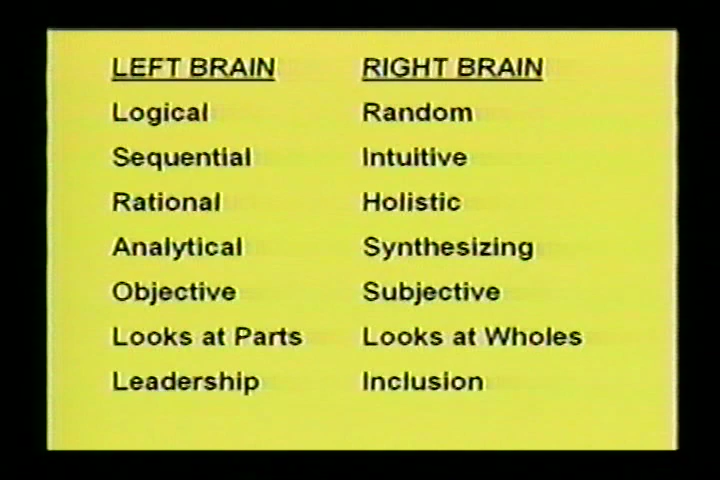 LEFT BRAIN RIGHT BRAIN
Logical Random
Sequential Intuitive
Rational Holistic
Analytical Synthesizing
Objective Subjective
Looks at Parts Looks at Wholes
Leadership Inclusion